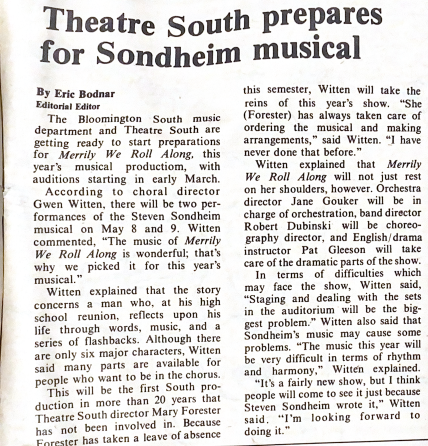 Theatre South prepares
for Sondheim musical
By Eric Bodnar
Editorial Editor
The Bloomington South music
department and Theatre South are
getting ready to start preparations
for Merrily We Roll Along, this
year's musical production, with
auditions starting in early March.
According to choral director
Gwen Witten, there will be two per-
formances of the Steven Sondheim
musical on May 8 and 9. Witten
commented, "The music of Merrily
We Roll Along is wonderful; that's
why we picked it for this year's
musical."
Witten explained that the story
concerns a man who, at his high
school reunion, reflects upon his
life through words, music, and a
series of flashbacks. Although there
are only six major characters, Witten
said many parts are available for
people who want to be in the chorus.
This will be the first South pro-
duction in more than 20 years that
Theatre South director Mary Forester
has not been involved in. Because
Forester has taken a leave of absence
this semester, Witten will take the
reins of this year's show. "She
(Forester) has always taken care of
ordering the musical and making
arrangements," said Witten. "I have
never done that before."
Witten explained that Merrily
We Roll Along will not just rest
on her shoulders, however. Orchestra
director Jane Gouker will be in
charge of orchestration, band director
Robert Dubinski will be choreo-
graphy director, and English/drama
instructor Pat Gleeson will take
care of the dramatic parts of the show.
In terms of difficulties which
may face the show, Witten said,
"Staging and dealing with the sets
in the auditorium will be the big-
gest problem." Witten also said that
Sondheim's music may cause some
problems. "The music this year will
be very difficult in terms of rhythm
and harmony," Witten explained.
"It's a fairly new show, but I think
people will come to see it just because
Steven Sondheim wrote it," Witten
said. "I'm looking forward to
doing it."